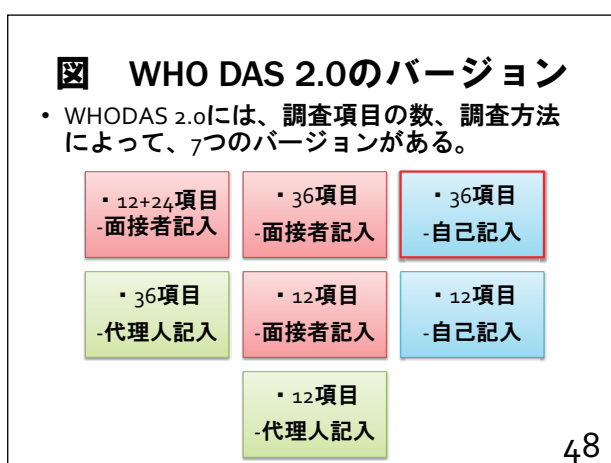 図　WHO DAS 2.0のバージョン
• WHODAS 2.0には、調査項目の数、調査方法
によって、7つのバージョンがある。
・12+24項目
-面接者記入
・36項目
-面接者記入
・36項目
-自己記入
・36項目
-代理人記入
・12項目
-面接者記入
・12項目
-自己記入
・12項目
-代理人記入
48